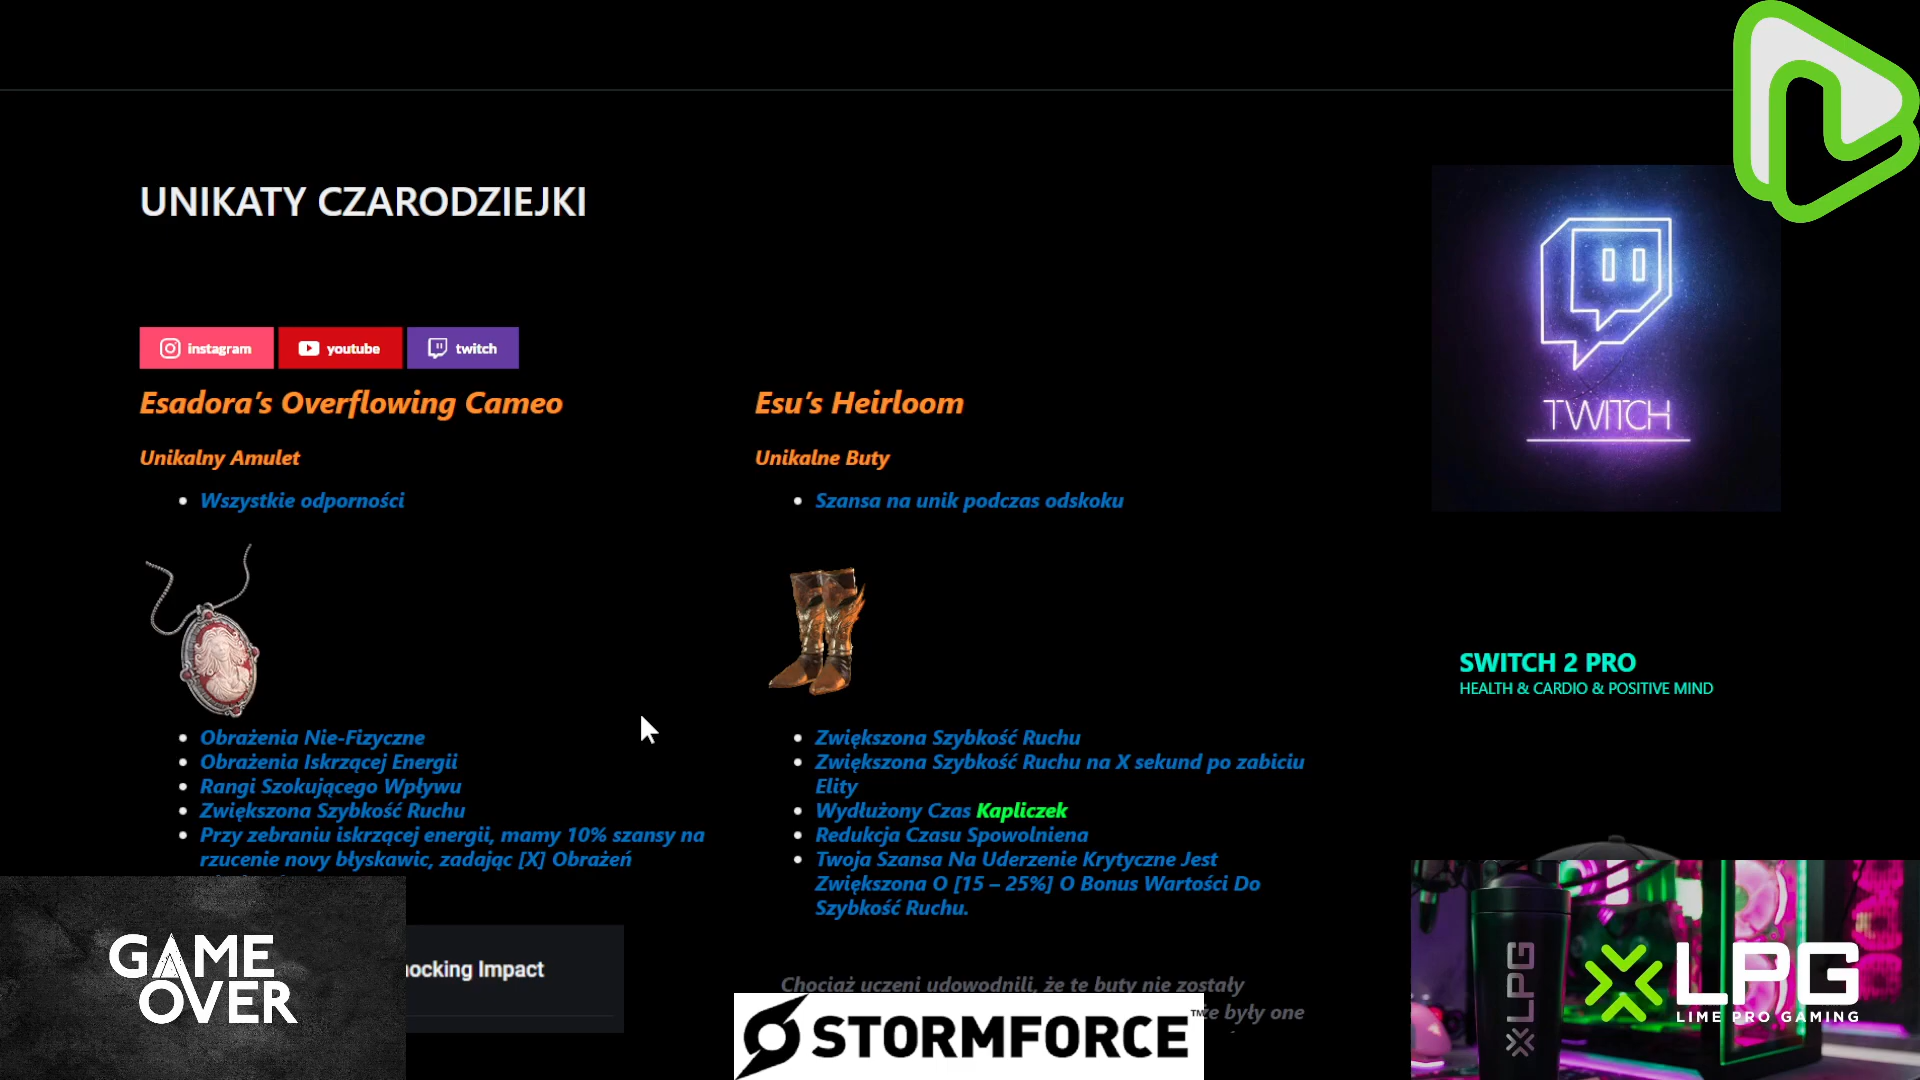 UNIKATY CZARODZIEJKI
instagram
youtube
twitch
Esadora's Overflowing Cameo
Unikalny Amulet
Wszystkie odporności
Obrażenia Nie-Fizyczne
Obrażenia Iskrzącej Energii
Rangi Szokującego Wpływu
Zwiększona Szybkość Ruchu
Przy zebraniu iskrzącej energii, mamy 10% szansy na
rzucenie novy błyskawic, zadając [X] Obrażeń
Esu's Heirloom
Unikalne Buty
Szansa na unik podczas odskoku
Zwiększona Szybkość Ruchu
Zwiększona Szybkość Ruchu na X sekund po zabiciu
Elity
Wydłużony Czas Kapliczek
Redukcja Czasu Spowolniena
Twoja Szansa Na Uderzenie Krytyczne Jest
Zwiększona O [15 – 25%] O Bonus Wartości Do
Szybkość Ruchu.
Chociaż uczeni udowodnili, że te buty nie zostały
były one
TWITCH
SWITCH 2 PRO
HEALTH & CARDIO & POSITIVE MIND
GAME
OVER
Impact
STORMFORCE™
LPG
LPG
LIME PRO GAMING